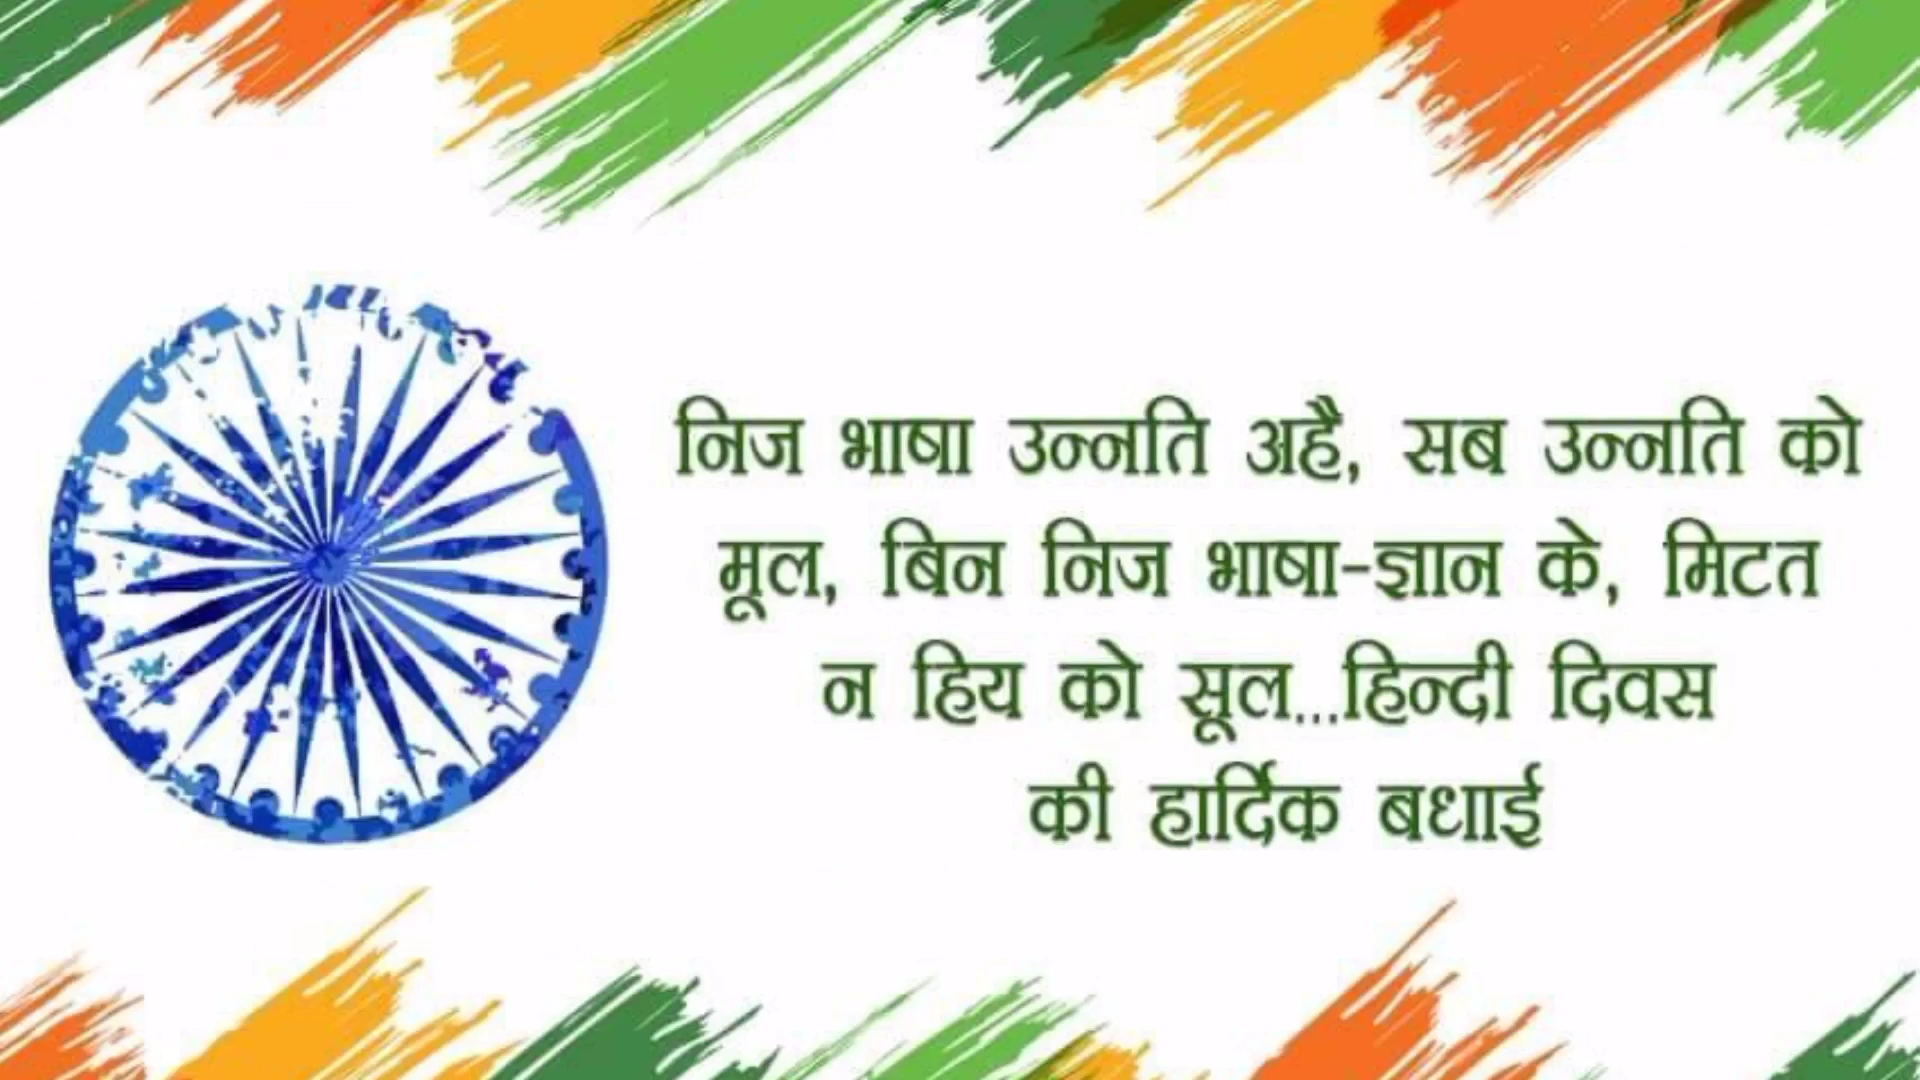 निज भाषा उन्नति अहै, सब उन्नति को
मूल, बिन निज भाषा-ज्ञान के, मिटत
न हिय को सूल...हिन्दी दिवस
की हार्दिक बधाई